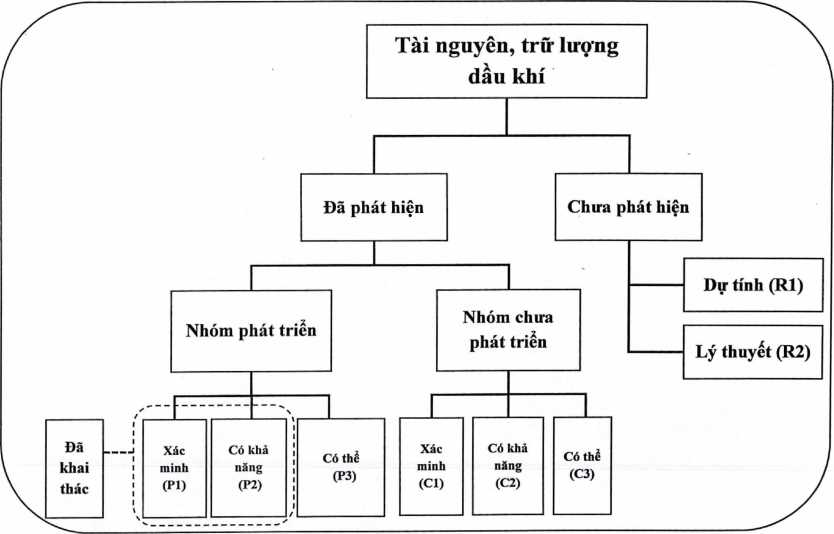 Tài nguyên, trữ lượng
dầu khí
Đã phát hiện
Chưa phát hiện
Dự tính (R1)
Lý thuyết (R2)
Nhóm phát triển
Nhóm chưa
phát triển
Đã
khai
thác
Xác
minh
(P1)
Có khả
năng
(P2)
Có thể
(P3)
Xác
minh
(C1)
Có khả
năng
(C2)
Có thể
(C3)